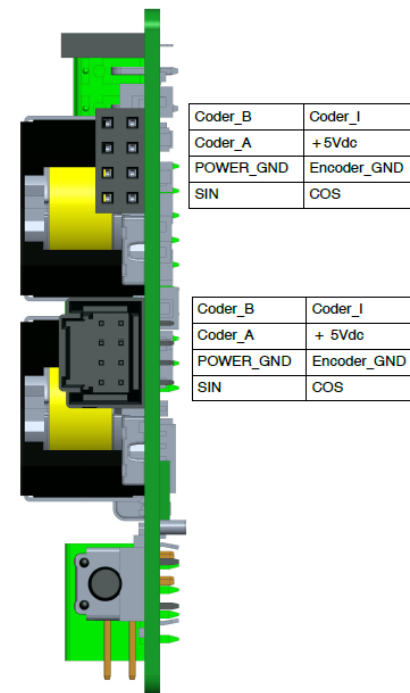 Coder_B Coder_I
Coder_A +5Vdc
POWER_GND Encoder_GND
SIN COS
Coder_B Coder_I
Coder_A + 5Vdc
POWER_GND Encoder_GND
SIN COS